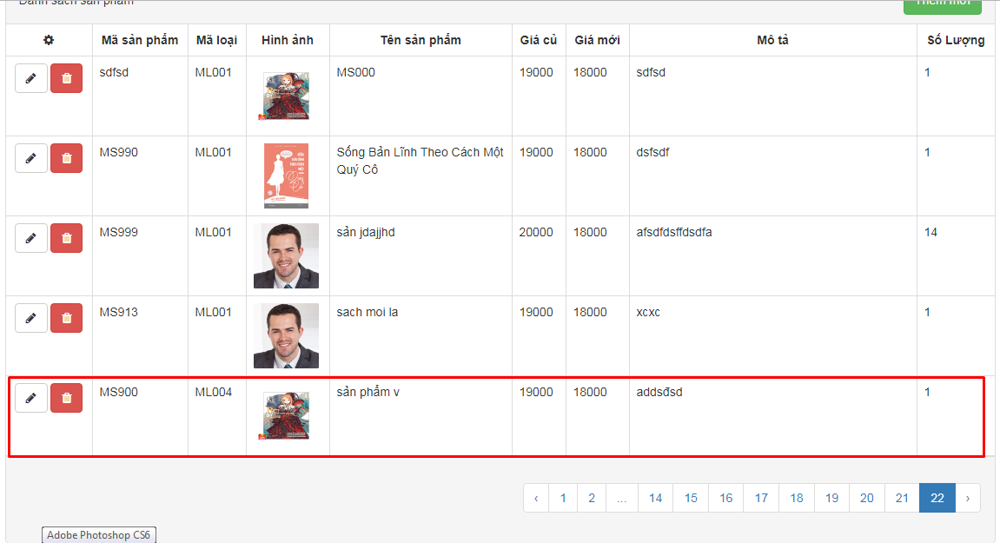 Danh sách sản phẩm Thêm mới
Mã sản phẩm Mã loại Hình ảnh Tên sản phẩm Giá củ Giá mới Mô tả Số Lượng
sdfsd ML001 MS000 19000 18000 sdfsd 1
MS990 ML001 Sống Bản Lĩnh Theo Cách Một 19000 18000 dsfsdf 1
Quý Cô
MS999 ML001 sản jdajjhd 20000 18000 afsdfdsffdsdfa 14
MS913 ML001 sach moi la 19000 18000 xcxc 1
MS900 ML004 sản phẩm v 19000 18000 addsđsd 1
‹ 1 2 ... 14 15 16 17 18 19 20 21 22 ›
Adobe Photoshop CS6